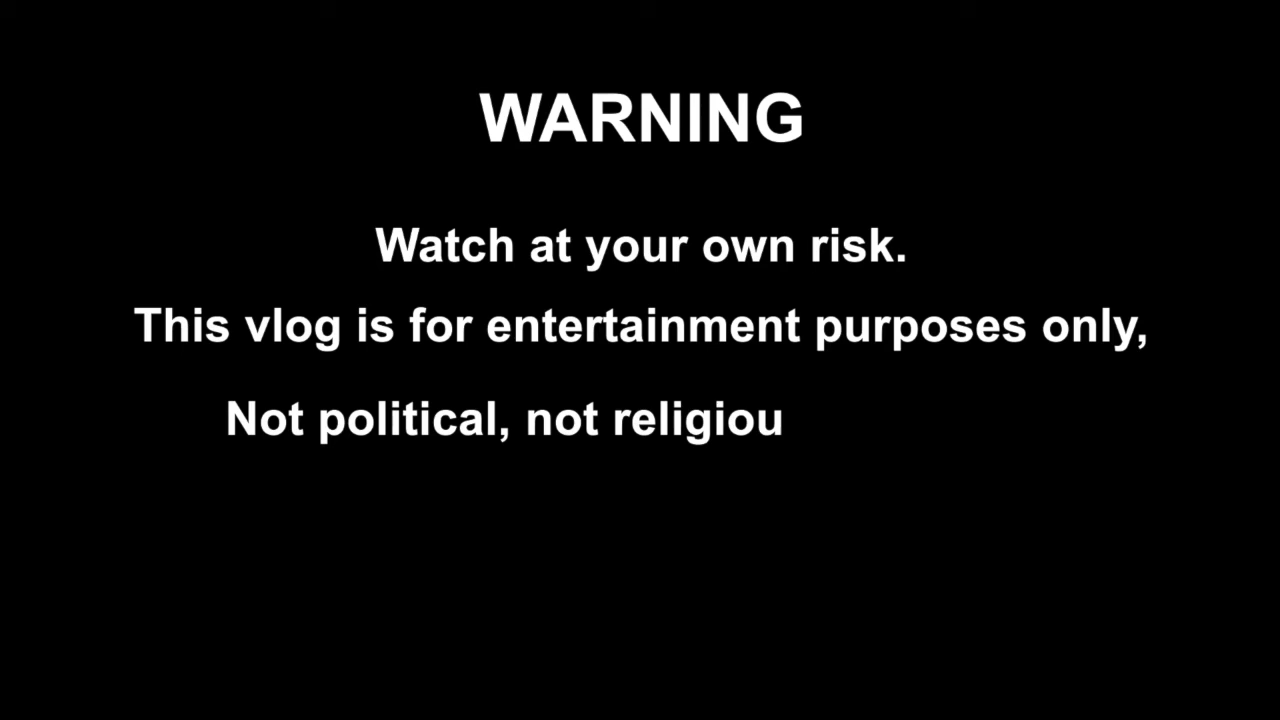 WARNING
Watch at your own risk.
This vlog is for entertainment purposes only,
Not political, not religiou